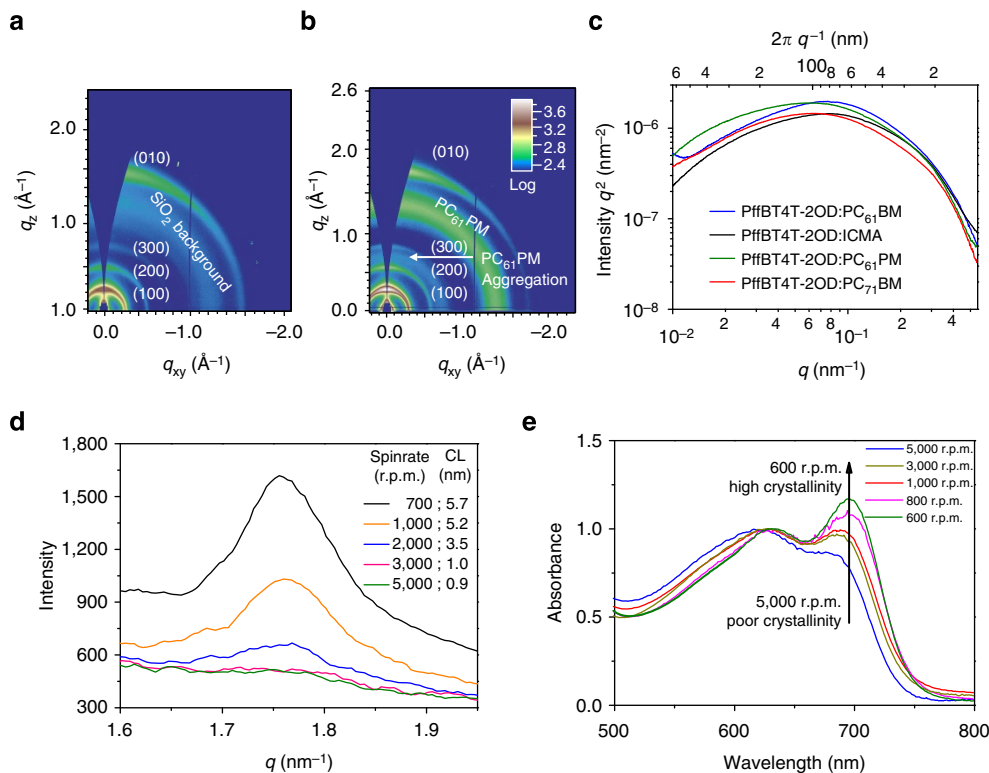 a
(010)
SiO2 background
(300)
(200)
(100)
2.0
1.0
1.0
qz (Å−1)
0.0
−1.0
−2.0
qxy (Å−1)
b
2.6
2.0
1.0
0.0
qz (Å−1)
(010)
3.6
3.2
2.8
2.4
Log
PC61PM
(300)
(200)
(100)
PC61PM
Aggregation
0.0
−1.0
−2.0
qxy (Å−1)
c
2π q−1 (nm)
6 4 2 100 8 6 4 2
Intensity q2 (nm−2)
10−6
10−7
10−8
PffBT4T-2OD:PC61BM
PffBT4T-2OD:ICMA
PffBT4T-2OD:PC61PM
PffBT4T-2OD:PC71BM
10−2 2 4 6 8 10−1 2 4
q (nm−1)
d
1,800
1,500
1,200
900
600
300
Intensity
Spinrate CL
(r.p.m.) (nm)
700 ; 5.7
1,000 ; 5.2
2,000 ; 3.5
3,000 ; 1.0
5,000 ; 0.9
1.6 1.7 1.8 1.9
q (nm−1)
e
1.5
1.0
0.5
0.0
Absorbance
600 r.p.m.
high crystallinity
5,000 r.p.m.
poor crystallinity
5,000 r.p.m.
3,000 r.p.m.
1,000 r.p.m.
800 r.p.m.
600 r.p.m.
500 600 700 800
Wavelength (nm)